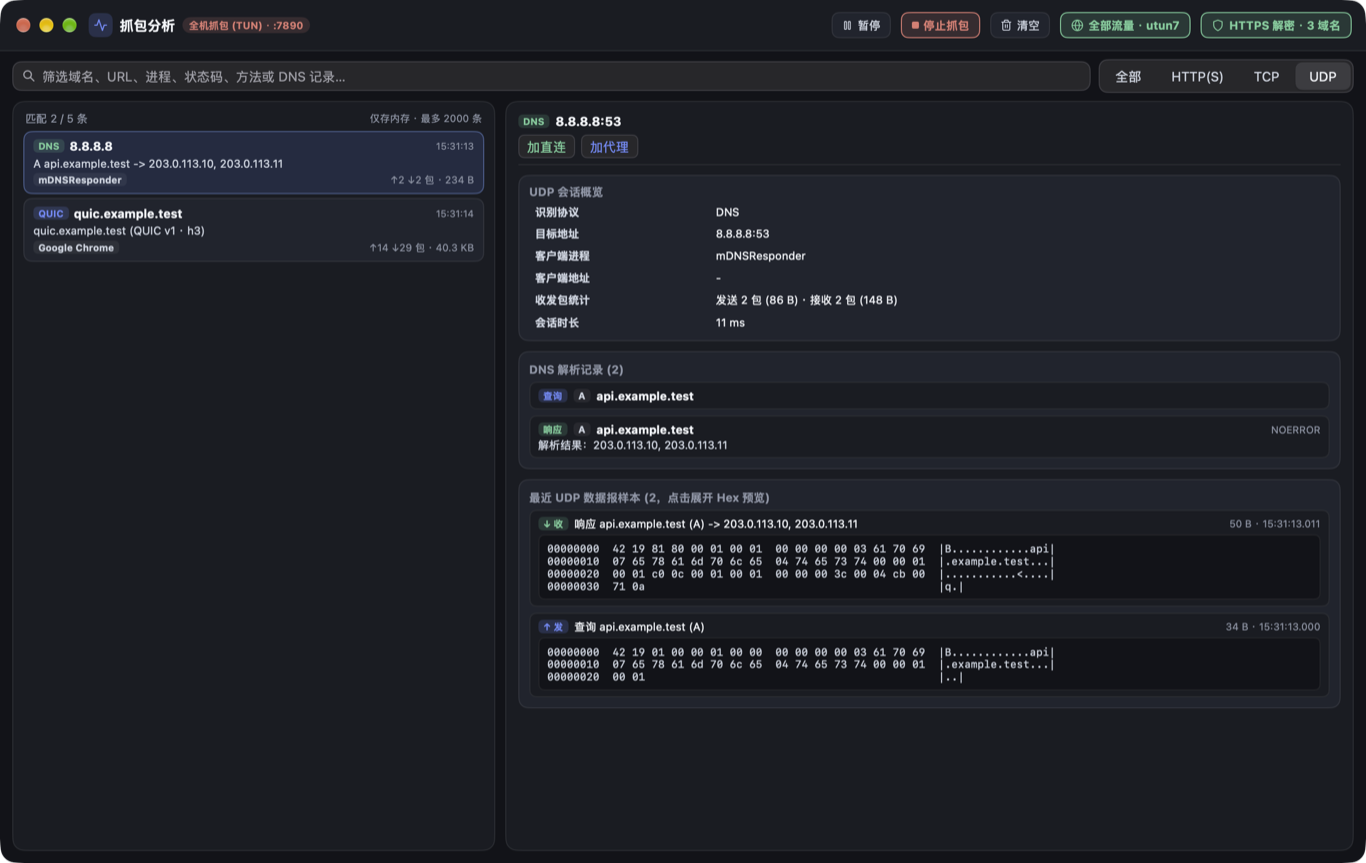 抓包分析 全机抓包 (TUN) · :7890 暂停 停止抓包 清空 全部流量 · utun7 HTTPS 解密 · 3 域名
筛选域名、URL、进程、状态码、方法或 DNS 记录... 全部 HTTP(S) TCP UDP
匹配 2 / 5 条 仅存内存 · 最多 2000 条
DNS 8.8.8.8 15:31:13
A api.example.test -> 203.0.113.10, 203.0.113.11
mDNSResponder ↑2 ↓2 包 · 234 B
QUIC quic.example.test 15:31:14
quic.example.test (QUIC v1 · h3)
Google Chrome ↑14 ↓29 包 · 40.3 KB
DNS 8.8.8.8:53
加直连 加代理
UDP 会话概览
识别协议 DNS
目标地址 8.8.8.8:53
客户端进程 mDNSResponder
客户端地址 -
收发包统计 发送 2 包 (86 B) · 接收 2 包 (148 B)
会话时长 11 ms
DNS 解析记录 (2)
查询 A api.example.test
响应 A api.example.test NOERROR
解析结果: 203.0.113.10, 203.0.113.11
最近 UDP 数据报样本 (2, 点击展开 Hex 预览)
↓ 收 响应 api.example.test (A) -> 203.0.113.10, 203.0.113.11 50 B · 15:31:13.011
00000000 42 19 81 80 00 01 00 01 00 00 00 00 03 61 70 69 |B............api|
00000010 07 65 78 61 6d 70 6c 65 04 74 65 73 74 00 00 01 |.example.test...|
00000020 00 01 c0 0c 00 01 00 01 00 00 00 3c 00 04 cb 00 |...........<....|
00000030 71 0a |q.|
↑ 发 查询 api.example.test (A) 34 B · 15:31:13.000
00000000 42 19 01 00 00 01 00 00 00 00 00 00 03 61 70 69 |B............api|
00000010 07 65 78 61 6d 70 6c 65 04 74 65 73 74 00 00 01 |.example.test...|
00000020 00 01 |..|